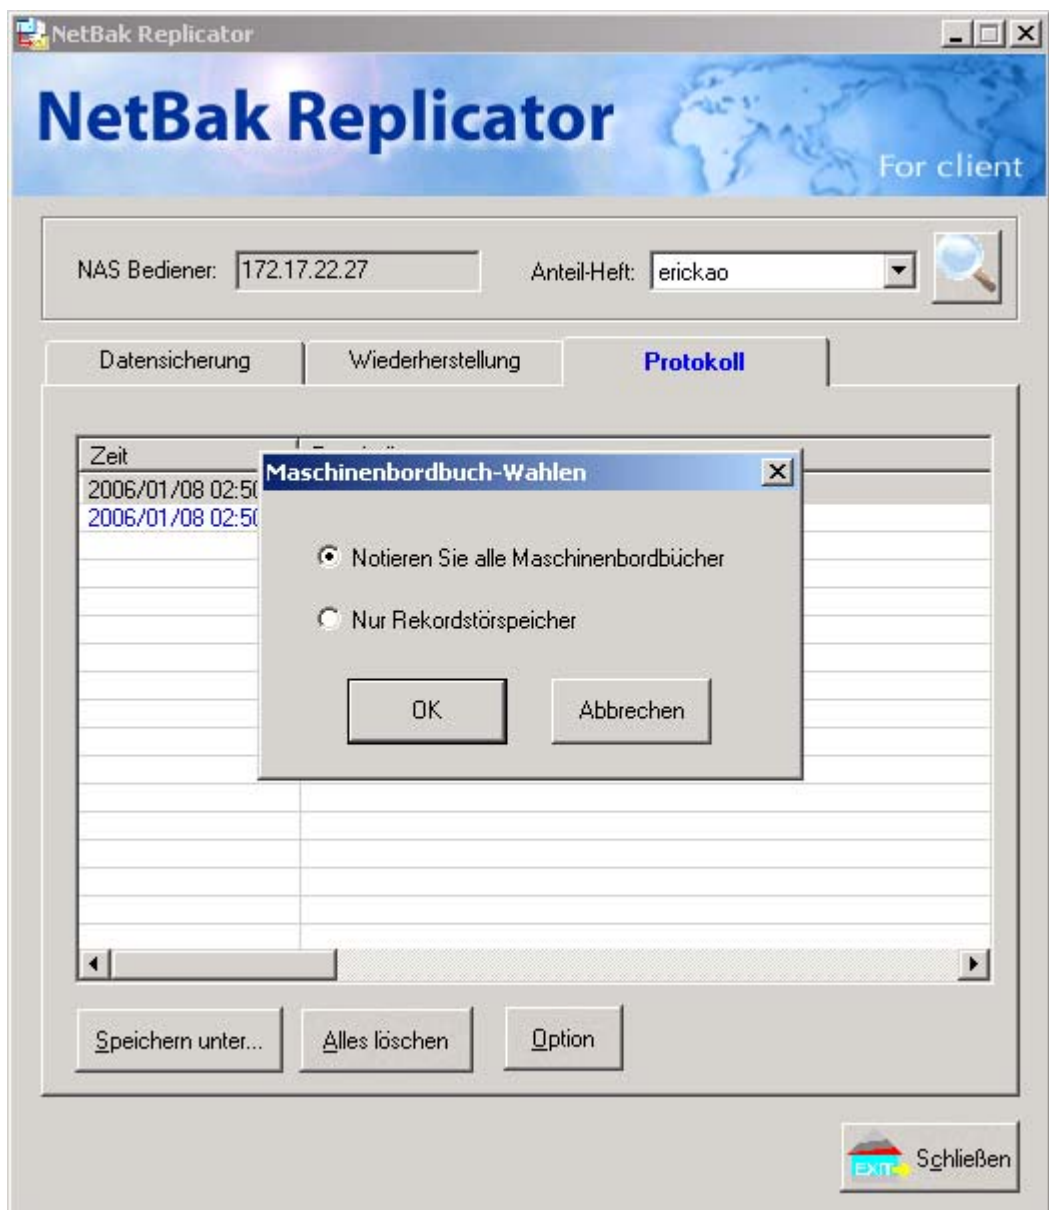 NetBak Replicator
NetBak Replicator
For client
NAS Bediener: 172.17.22.27 Anteil-Heft: erickao
Datensicherung Wiederherstellung Protokoll
Zeit
Maschinenbordbuch-Wahlen
2006/01/08 02:50
2006/01/08 02:50
Notieren Sie alle Maschinenbordbücher
Nur Rekordstörspeicher
OK Abbrechen
Speichern unter... Alles löschen Option
EXIT Schließen